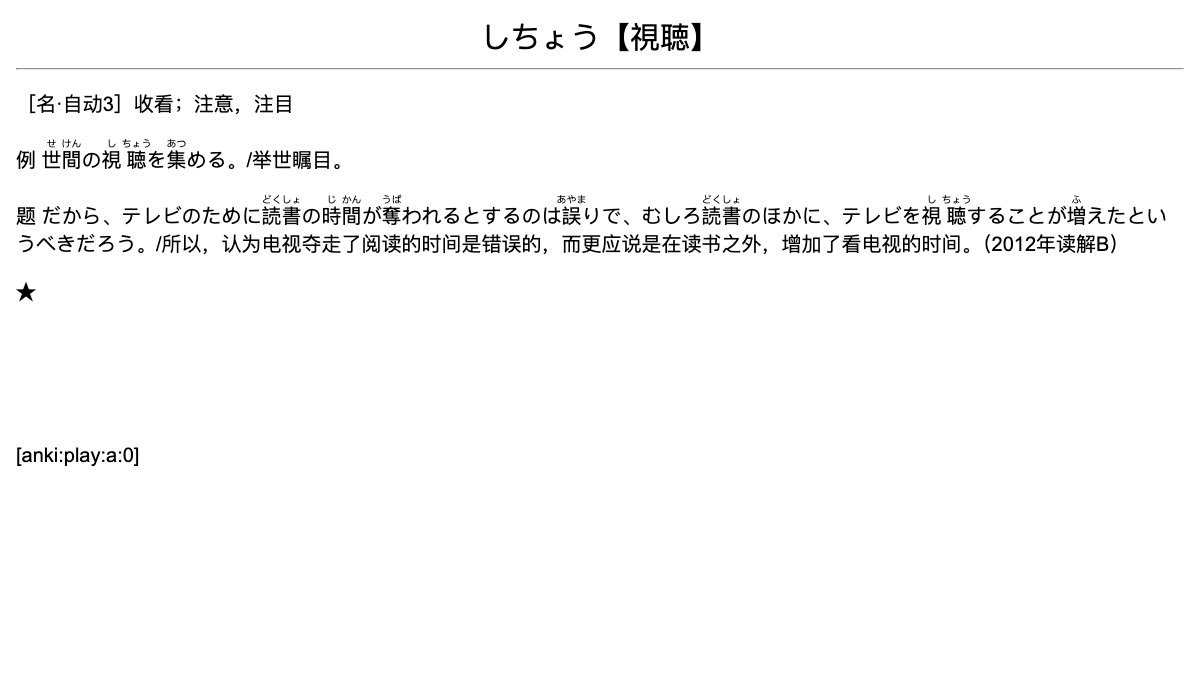 しちょう【視聴】
［名·自动3］收看；注意，注目
せ けん し ちょう あつ
例 世間の視聴を集める。/举世瞩目。
どくしょ じ かん うば あやま どくしょ し ちょう ふ
题 だから、テレビのために読書の時間が奪われるとするのは誤りで、むしろ読書のほかに、テレビを視聴することが増えたとい
うべきだろう。/所以，认为电视夺走了阅读的时间是错误的，而更应说是在读书之外，增加了看电视的时间。（2012年读解B）
★
[anki:play:a:0]